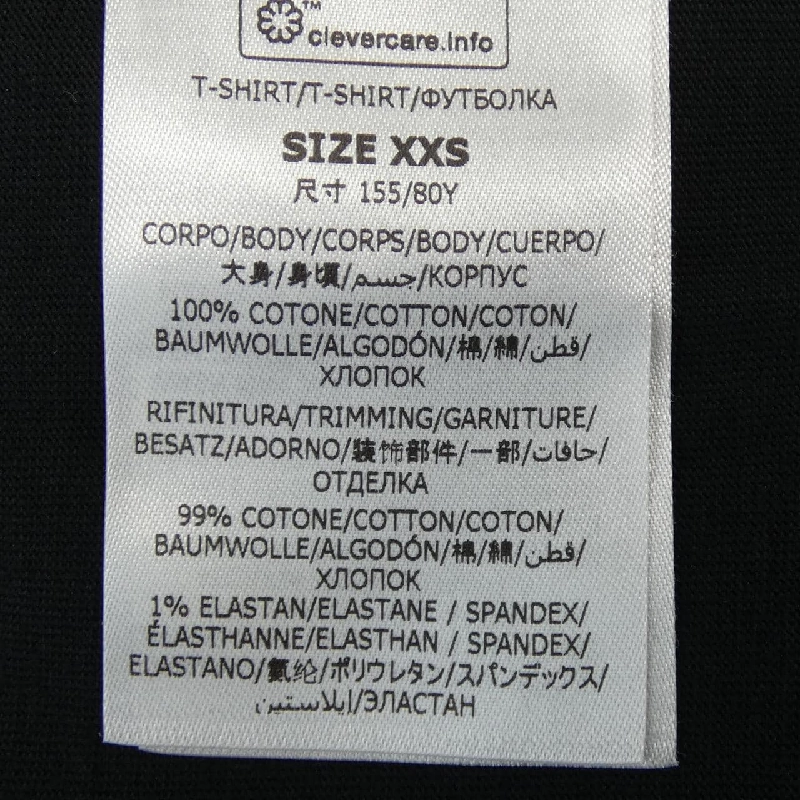 ™
clevercare.info
T-SHIRT/T-SHIRT/ФУТБОЛКА
SIZE XXS
尺寸 155/80Y
CORPO/BODY/CORPS/BODY/CUERPO/
大身/身頃/جسم/КОРПУС
100% COTONE/COTTON/COTON/
BAUMWOLLE/ALGODÓN/棉/綿/قطن/
ХЛОПОК
RIFINITURA/TRIMMING/GARNITURE/
BESATZ/ADORNO/装饰部件/一部/حافات/
ОТДЕЛКА
99% COTONE/COTTON/COTON/
BAUMWOLLE/ALGODÓN/棉/綿/قطن/
ХЛОПОК
1% ELASTAN/ELASTANE / SPANDEX/
ÉLASTHANNE/ELASTHAN / SPANDEX/
ELASTANO/氨纶/ポリウレタン/スパンデックス/
إيلاستين/ЭЛАСТАН